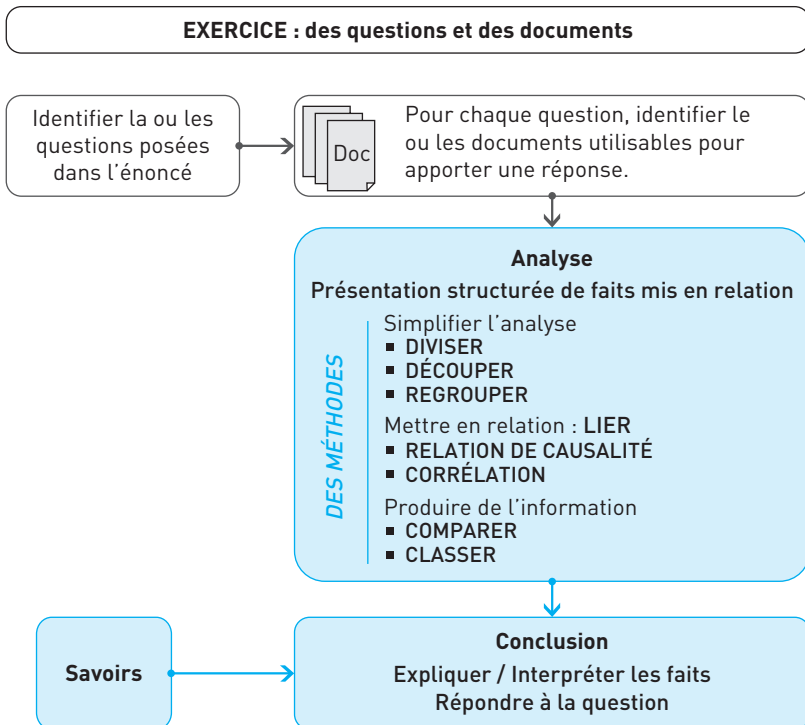 EXERCICE : des questions et des documents
Identifier la ou les
questions posées
dans l’énoncé
Doc
Pour chaque question, identifier le
ou les documents utilisables pour
apporter une réponse.
Analyse
Présentation structurée de faits mis en relation
DES MÉTHODES
Simplifier l’analyse
▪ DIVISER
▪ DÉCOUPER
▪ REGROUPER
Mettre en relation : LIER
▪ RELATION DE CAUSALITÉ
▪ CORRÉLATION
Produire de l’information
▪ COMPARER
▪ CLASSER
Savoirs
Conclusion
Expliquer / Interpréter les faits
Répondre à la question